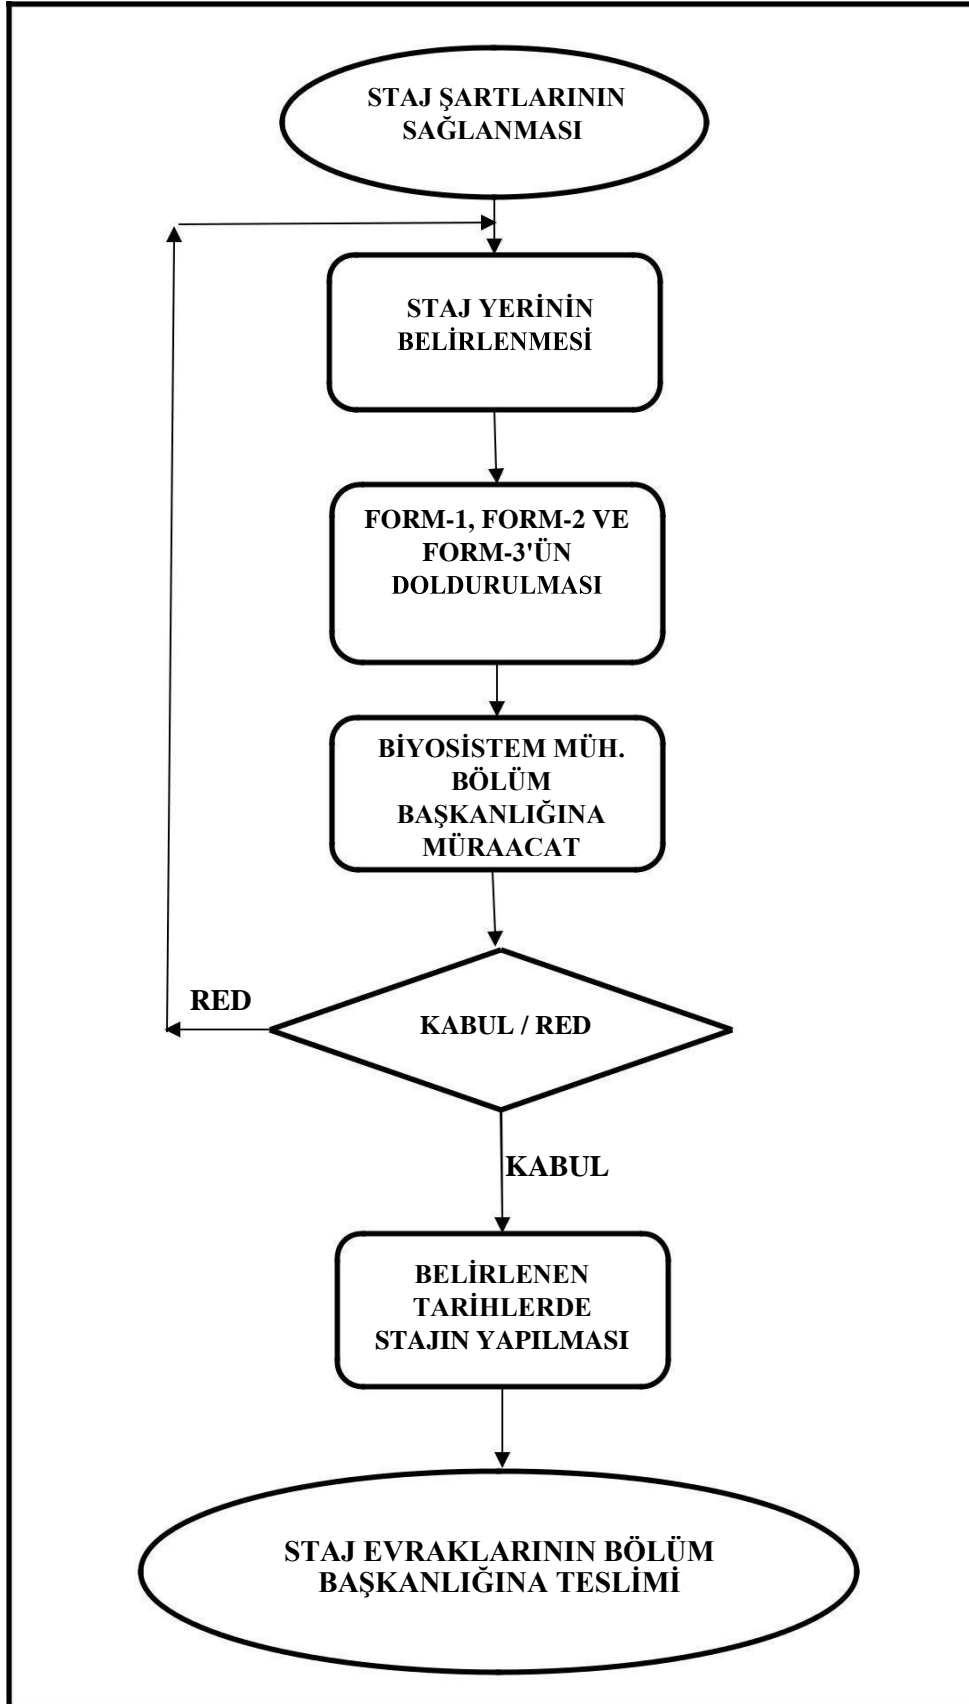 STAJ ŞARTLARININ
SAĞLANMASI
STAJ YERİNİN
BELİRLENMESİ
FORM-1, FORM-2 VE
FORM-3'ÜN
DOLDURULMASI
BİYOSİSTEM MÜH.
BÖLÜM
BAŞKANLIĞINA
MÜRAACAT
RED
KABUL / RED
KABUL
BELİRLENEN
TARİHLERDE
STAJIN YAPILMASI
STAJ EVRAKLARININ BÖLÜM
BAŞKANLIĞINA TESLİMİ